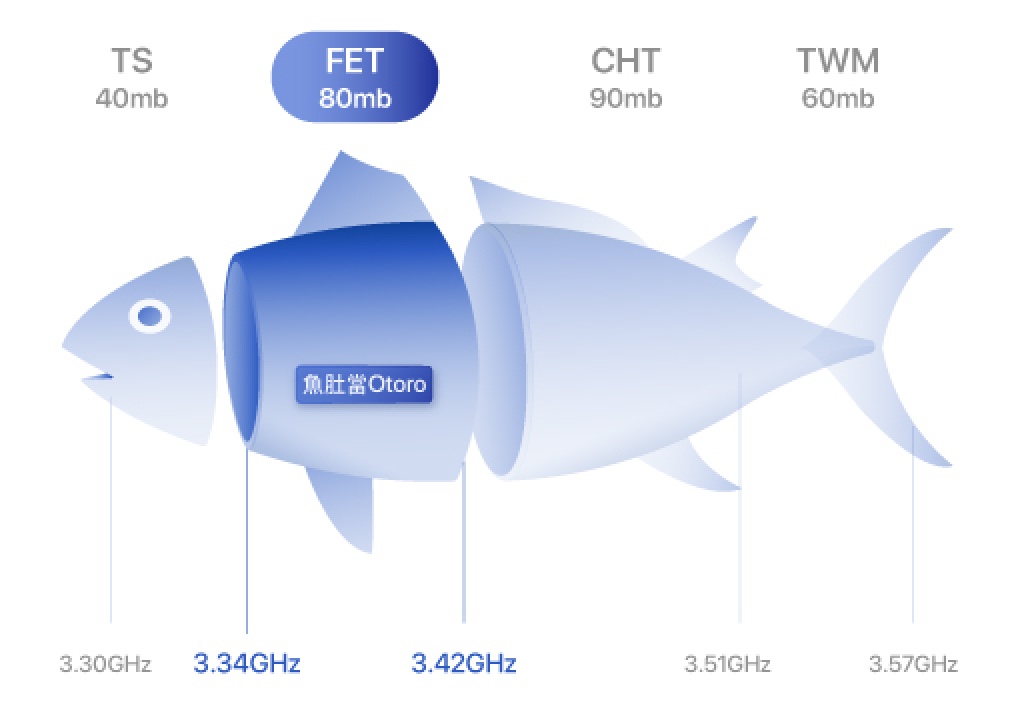 TS
40mb
FET
80mb
CHT
90mb
TWM
60mb
魚肚當Otoro
3.30GHz
3.34GHz
3.42GHz
3.51GHz
3.57GHz